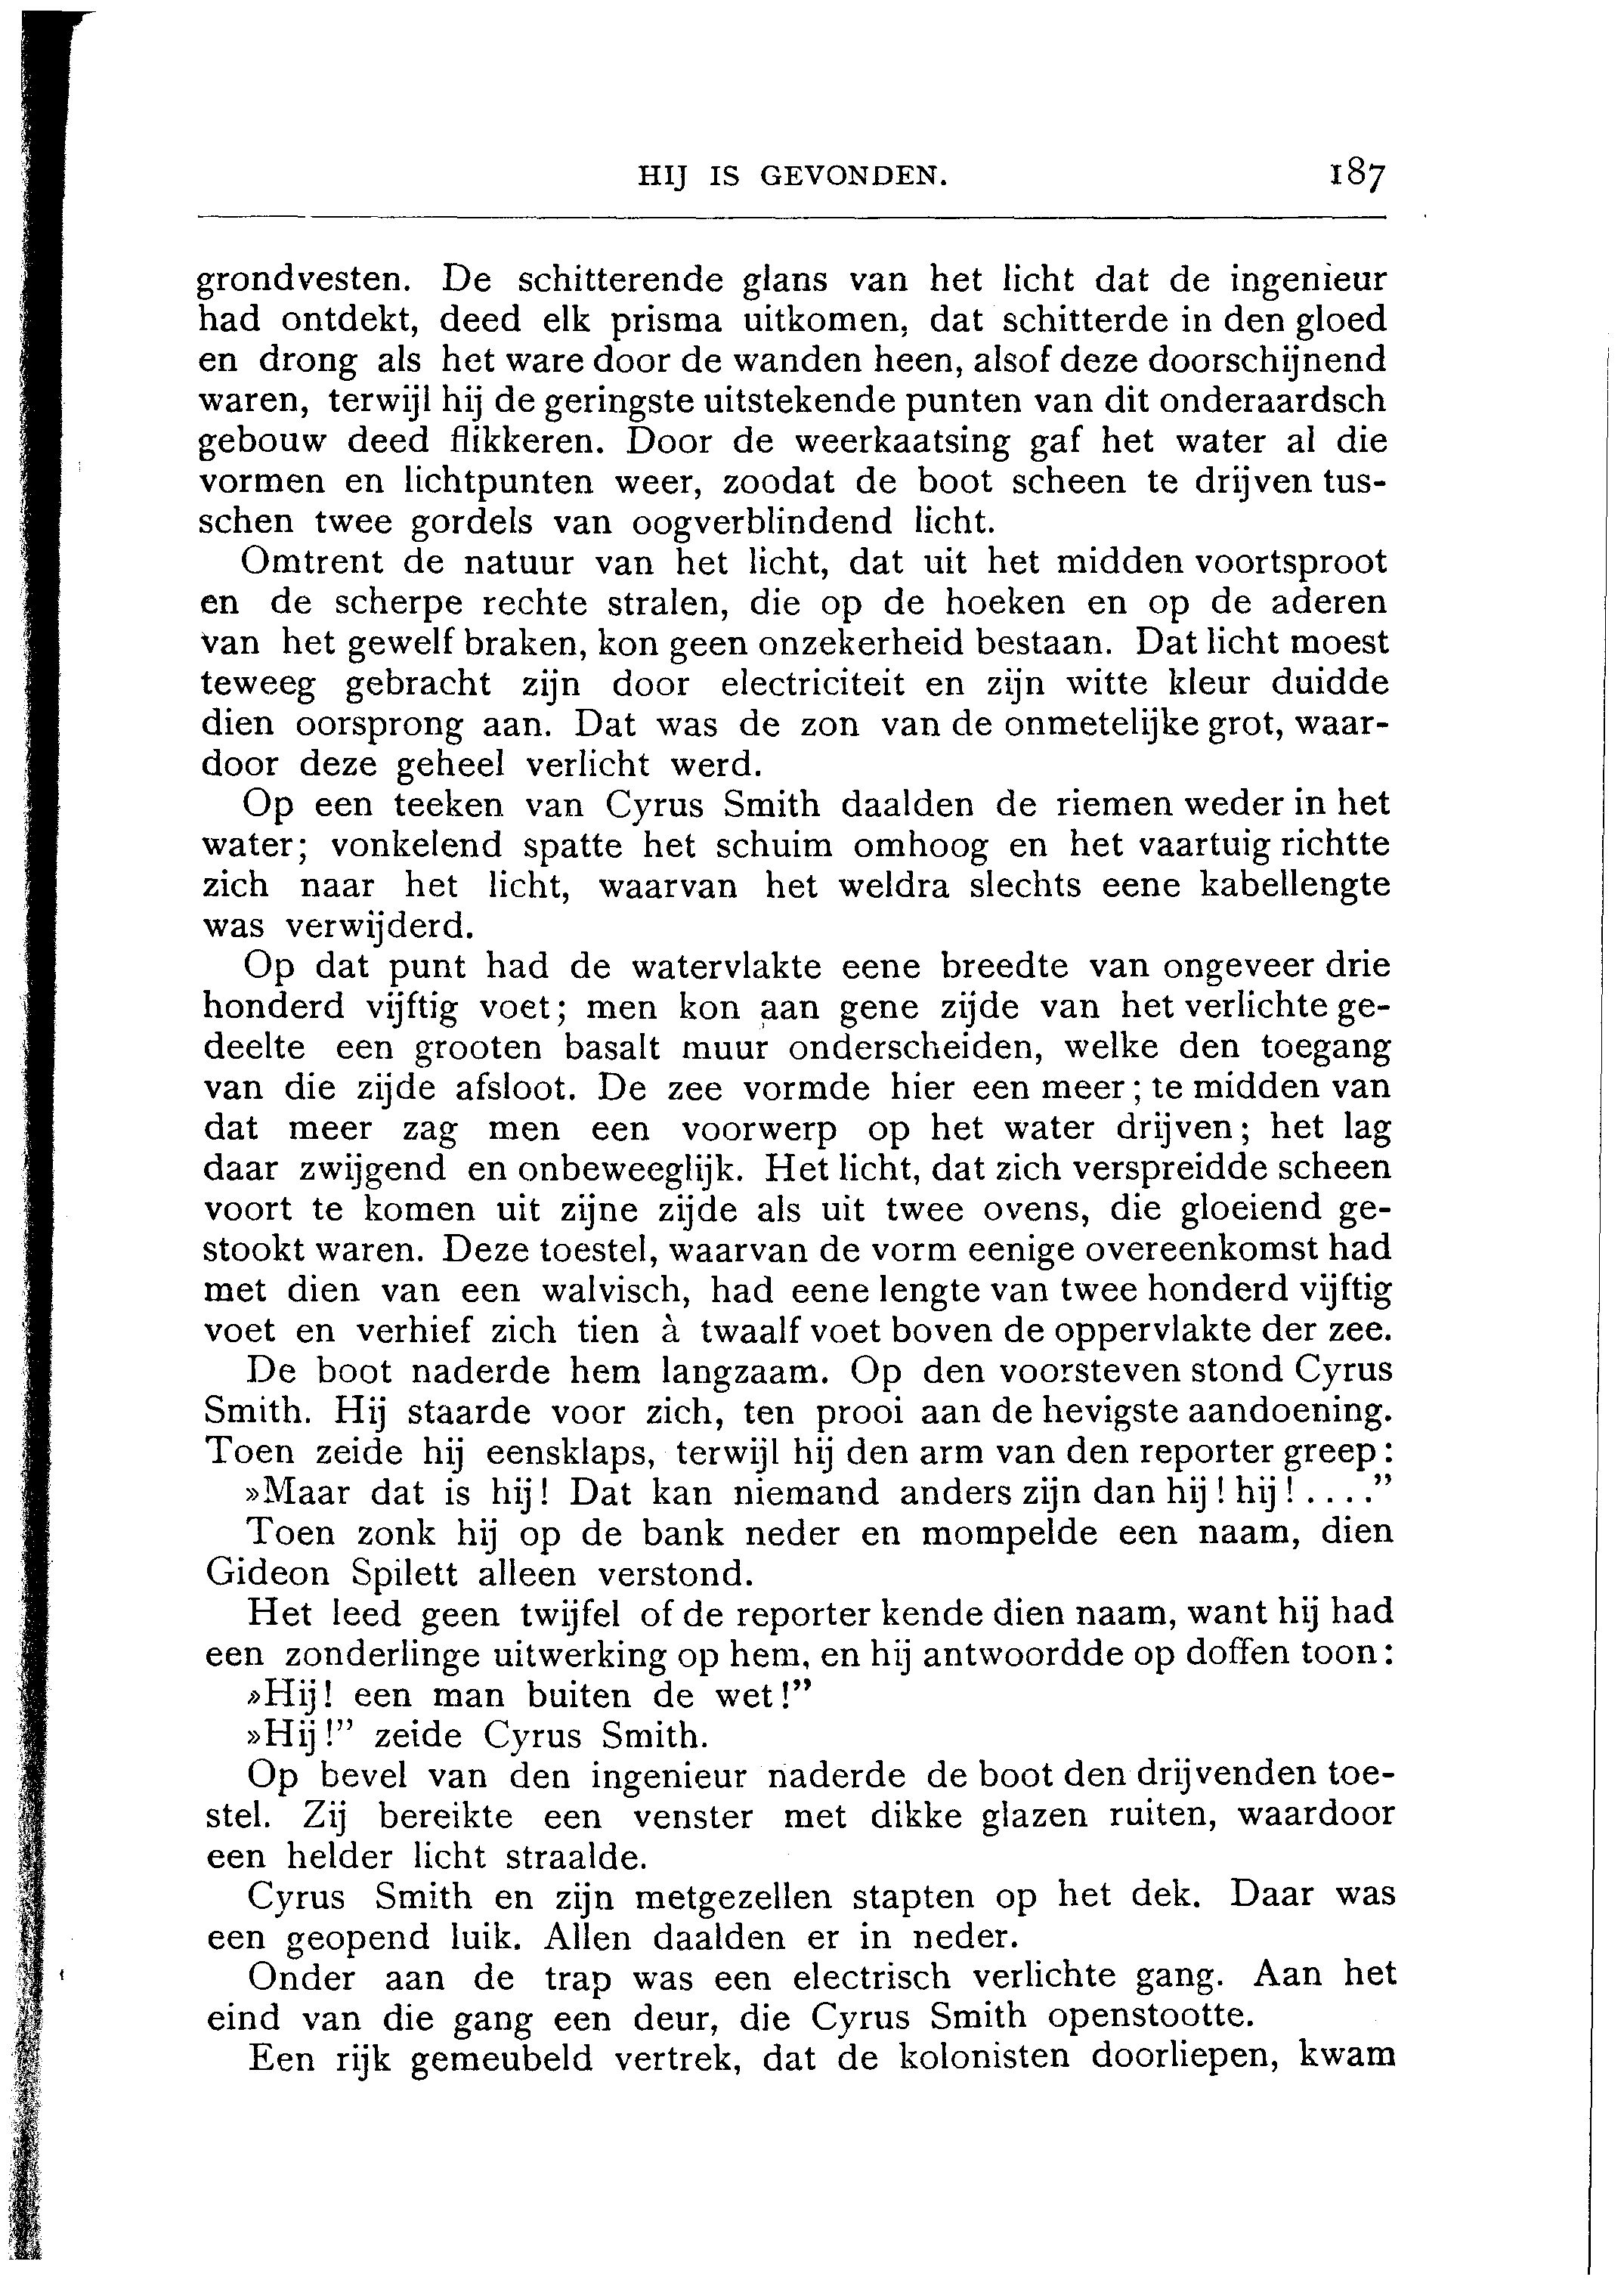 HIJ IS GEVONDEN. 187
grondvesten. De schitterende glans van het licht dat de ingenieur
had ontdekt, deed elk prisma uitkomen, dat schitterde in den gloed
en drong als het ware door de wanden heen, alsof deze doorschijnend
waren, terwijl hij de geringste uitstekende punten van dit onderaardsch
gebouw deed flikkeren. Door de weerkaatsing gaf het water al die
vormen en lichtpunten weer, zoodat de boot scheen te drijven tus-
schen twee gordels van oogverblindend licht.
Omtrent de natuur van het licht, dat uit het midden voortsproot
en de scherpe rechte stralen, die op de hoeken en op de aderen
van het gewelf braken, kon geen onzekerheid bestaan. Dat licht moest
teweeg gebracht zijn door electriciteit en zijn witte kleur duidde
dien oorsprong aan. Dat was de zon van de onmetelijke grot, waar-
door deze geheel verlicht werd.
Op een teeken van Cyrus Smith daalden de riemen weder in het
water; vonkelend spatte het schuim omhoog en het vaartuig richtte
zich naar het licht, waarvan het weldra slechts eene kabellengte
was verwijderd.
Op dat punt had de watervlakte eene breedte van ongeveer drie
honderd vijftig voet; men kon aan gene zijde van het verlichte ge-
deelte een grooten basalt muur onderscheiden, welke den toegang
van die zijde afsloot. De zee vormde hier een meer; te midden van
dat meer zag men een voorwerp op het water drijven; het lag
daar zwijgend en onbeweeglijk. Het licht, dat zich verspreidde scheen
voort te komen uit zijne zijde als uit twee ovens, die gloeiend ge-
stookt waren. Deze toestel, waarvan de vorm eenige overeenkomst had
met dien van een walvisch, had eene lengte van twee honderd vijftig
voet en verhief zich tien à twaalf voet boven de oppervlakte der zee.
De boot naderde hem langzaam. Op den voorsteven stond Cyrus
Smith. Hij staarde voor zich, ten prooi aan de hevigste aandoening.
Toen zeide hij eensklaps, terwijl hij den arm van den reporter greep:
»Maar dat is hij! Dat kan niemand anders zijn dan hij! hij!....”
Toen zonk hij op de bank neder en mompelde een naam, dien
Gideon Spilett alleen verstond.
Het leed geen twijfel of de reporter kende dien naam, want hij had
een zonderlinge uitwerking op hem, en hij antwoordde op doffen toon:
»Hij! een man buiten de wet!”
»Hij!” zeide Cyrus Smith.
Op bevel van den ingenieur naderde de boot den drijvenden toe-
stel. Zij bereikte een venster met dikke glazen ruiten, waardoor
een helder licht straalde.
Cyrus Smith en zijn metgezellen stapten op het dek. Daar was
een geopend luik. Allen daalden er in neder.
Onder aan de trap was een electrisch verlichte gang. Aan het
eind van die gang een deur, die Cyrus Smith openstootte.
Een rijk gemeubeld vertrek, dat de kolonisten doorliepen, kwam